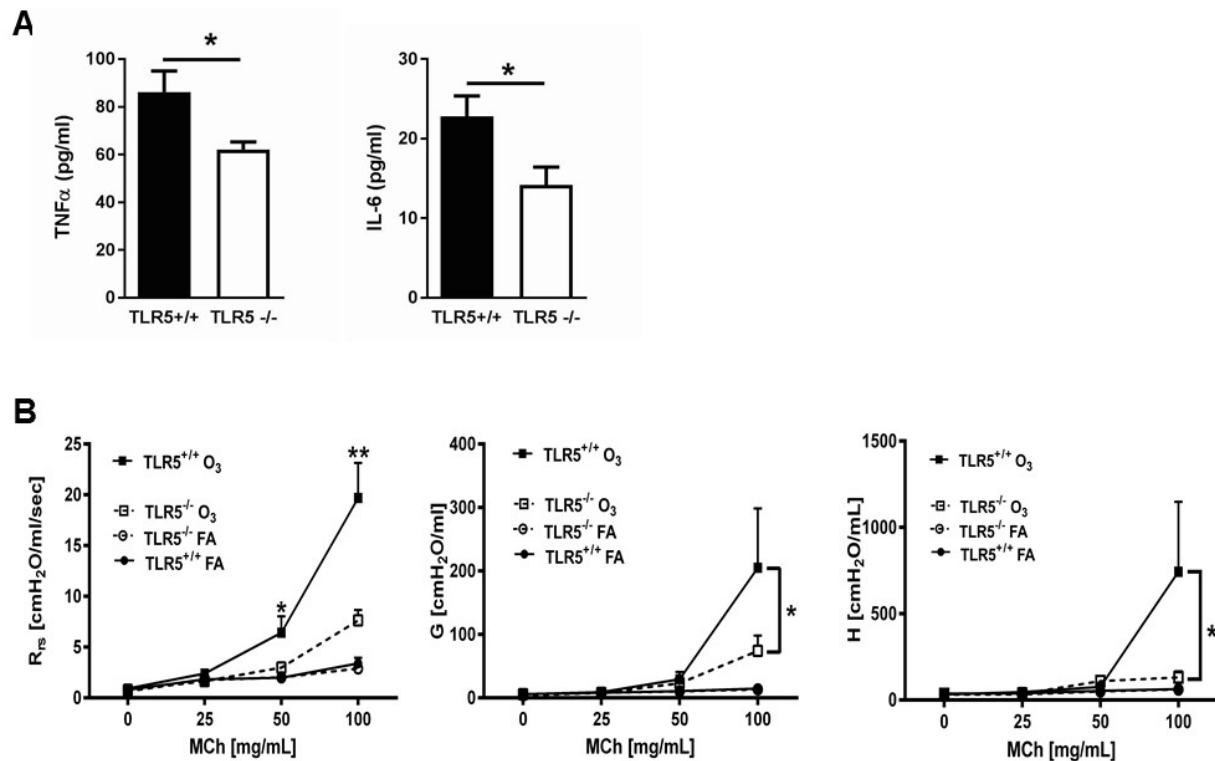 A
TNFα (pg/ml)
100
80
60
40
20
0
*
TLR5+/+ TLR5 -/-
IL-6 (pg/ml)
30
20
10
0
*
TLR5+/+ TLR5 -/-
B
Rrs [cmH2O/ml/sec]
25
20
15
10
5
0
TLR5+/+ O3
TLR5-/- O3
TLR5-/- FA
TLR5+/+ FA
*
**
0 25 50 100
MCh [mg/mL]
G [cmH2O/ml]
400
300
200
100
0
TLR5+/+ O3
TLR5-/- O3
TLR5-/- FA
TLR5+/+ FA
*
0 25 50 100
MCh [mg/mL]
H [cmH2O/mL]
1500
1000
500
0
TLR5+/+ O3
TLR5-/- O3
TLR5-/- FA
TLR5+/+ FA
*
0 25 50 100
MCh [mg/mL]